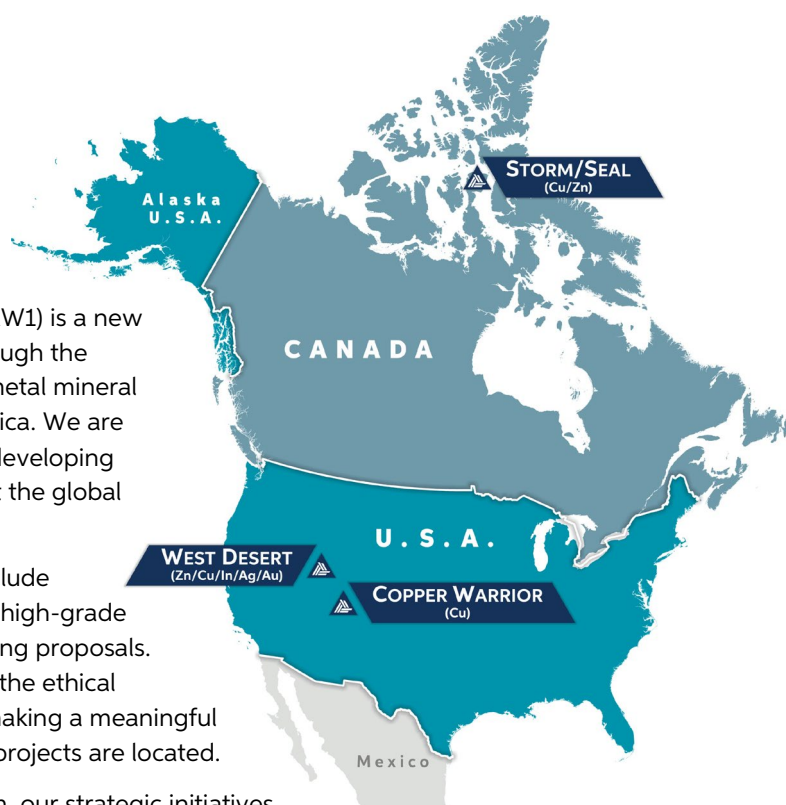 STORM/SEAL
(Cu/Zn)
Alaska
U.S.A.
CANADA
W1) is a new
ough the
metal mineral
ica. We are
developing
the global
U.S.A.
WEST DESERT
(Zn/Cu/In/Ag/Au)
COPPER WARRIOR
(Cu)
lude
high-grade
ng proposals.
the ethical
making a meaningful
projects are located.
Mexico
our strategic initiatives